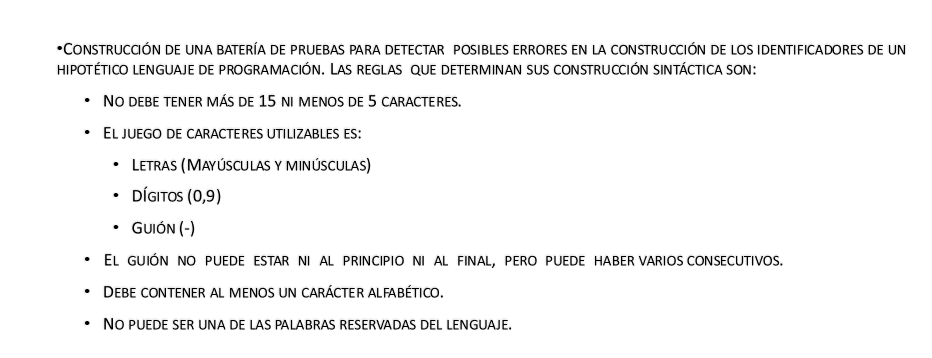 •CONSTRUCCIÓN DE UNA BATERÍA DE PRUEBAS PARA DETECTAR POSIBLES ERRORES EN LA CONSTRUCCIÓN DE LOS IDENTIFICADORES DE UN
HIPOTÉTICO LENGUAJE DE PROGRAMACIÓN. LAS REGLAS QUE DETERMINAN SUS CONSTRUCCIÓN SINTÁCTICA SON:
• NO DEBE TENER MÁS DE 15 NI MENOS DE 5 CARACTERES.
• EL JUEGO DE CARACTERES UTILIZABLES ES:
• LETRAS (MAYÚSCULAS Y MINÚSCULAS)
• DÍGITOS (0,9)
• GUIÓN (-)
• EL GUIÓN NO PUEDE ESTAR NI AL PRINCIPIO NI AL FINAL, PERO PUEDE HABER VARIOS CONSECUTIVOS.
• DEBE CONTENER AL MENOS UN CARÁCTER ALFABÉTICO.
• NO PUEDE SER UNA DE LAS PALABRAS RESERVADAS DEL LENGUAJE.